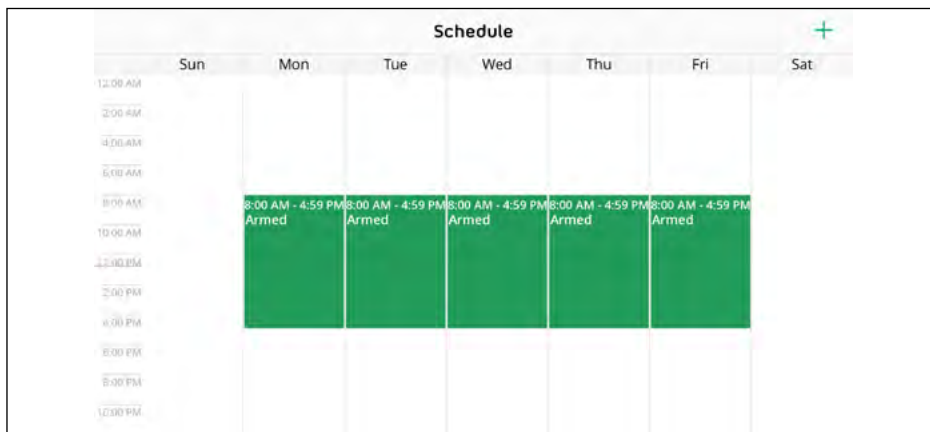 Schedule +
Sun Mon Tue Wed Thu Fri Sat
12:00 AM
2:00 AM
4:00 AM
6:00 AM
8:00 AM
8:00 AM - 4:59 PM 8:00 AM - 4:59 PM 8:00 AM - 4:59 PM 8:00 AM - 4:59 PM 8:00 AM - 4:59 PM
Armed Armed Armed Armed Armed
10:00 AM
12:00 PM
2:00 PM
4:00 PM
6:00 PM
8:00 PM
10:00 PM